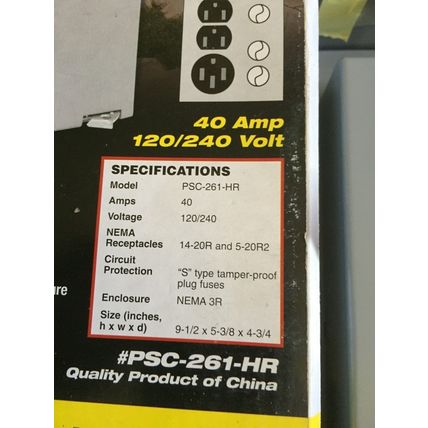 40 Amp
120/240 Volt
SPECIFICATIONS
Model PSC-261-HR
Amps 40
Voltage 120/240
NEMA
Receptacles 14-20R and 5-20R2
Circuit
Protection "S" type tamper-proof
plug fuses
Enclosure NEMA 3R
Size (inches,
h x w x d) 9-1/2 x 5-3/8 x 4-3/4
#PSC-261-HR
Quality Product of China